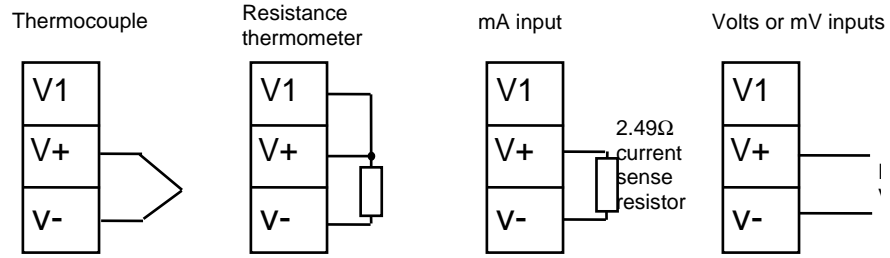 Thermocouple
Resistance
thermometer
mA input
Volts or mV inputs
V1
V+
v-
V1
V+
v-
V1
V+
v-
2.49Ω
current
sense
resistor
V1
V+
v-